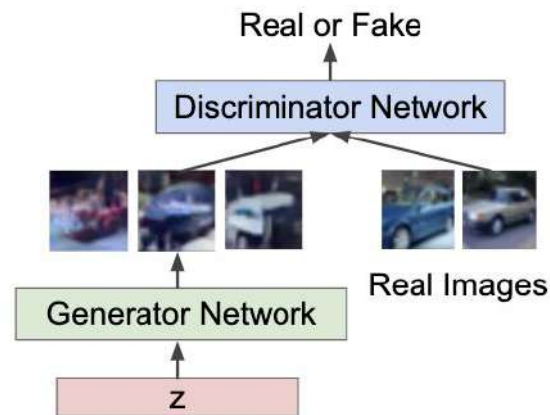 Real or Fake
Discriminator Network
Real Images
Generator Network
z